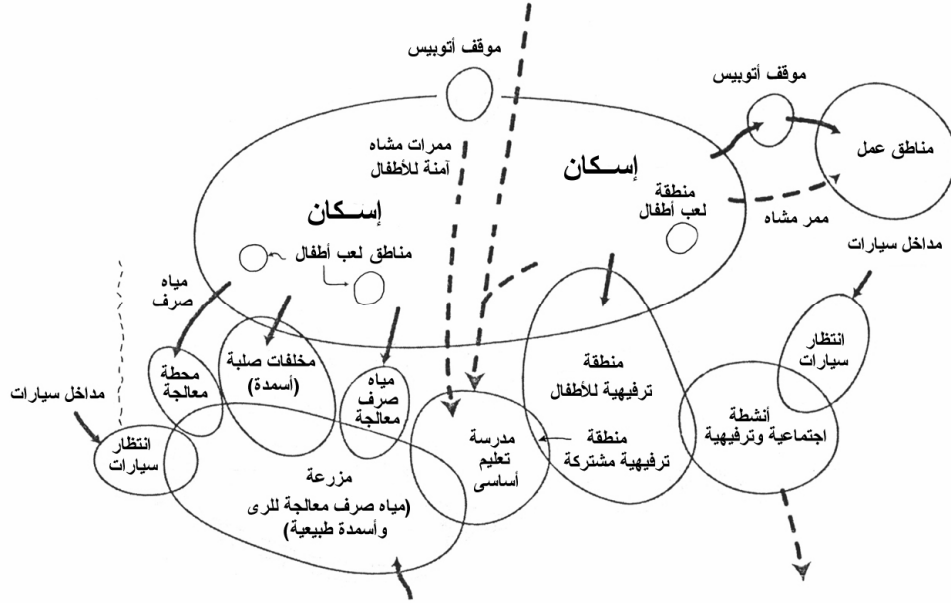 موقف أتوبيس
موقف أتوبيس
مناطق عمل
ممرات مشاه
آمنة للأطفال
إسـكـان
منطقة
لعب أطفال
ممر مشاه
إسـكـان
مناطق لعب أطفال
مداخل سيارات
مياه
صرف
انتظار
سيارات
محطة
معالجة
مخلفات صلبة
(أسمدة)
مياه
صرف
معالجة
منطقة
ترفيهية للأطفال
مداخل سيارات
أنشطة
اجتماعية وترفيهية
انتظار
سيارات
مدرسة
تعليم
أساسى
منطقة
ترفيهية مشتركة
مزرعة
(مياه صرف معالجة للرى
وأسمدة طبيعية)